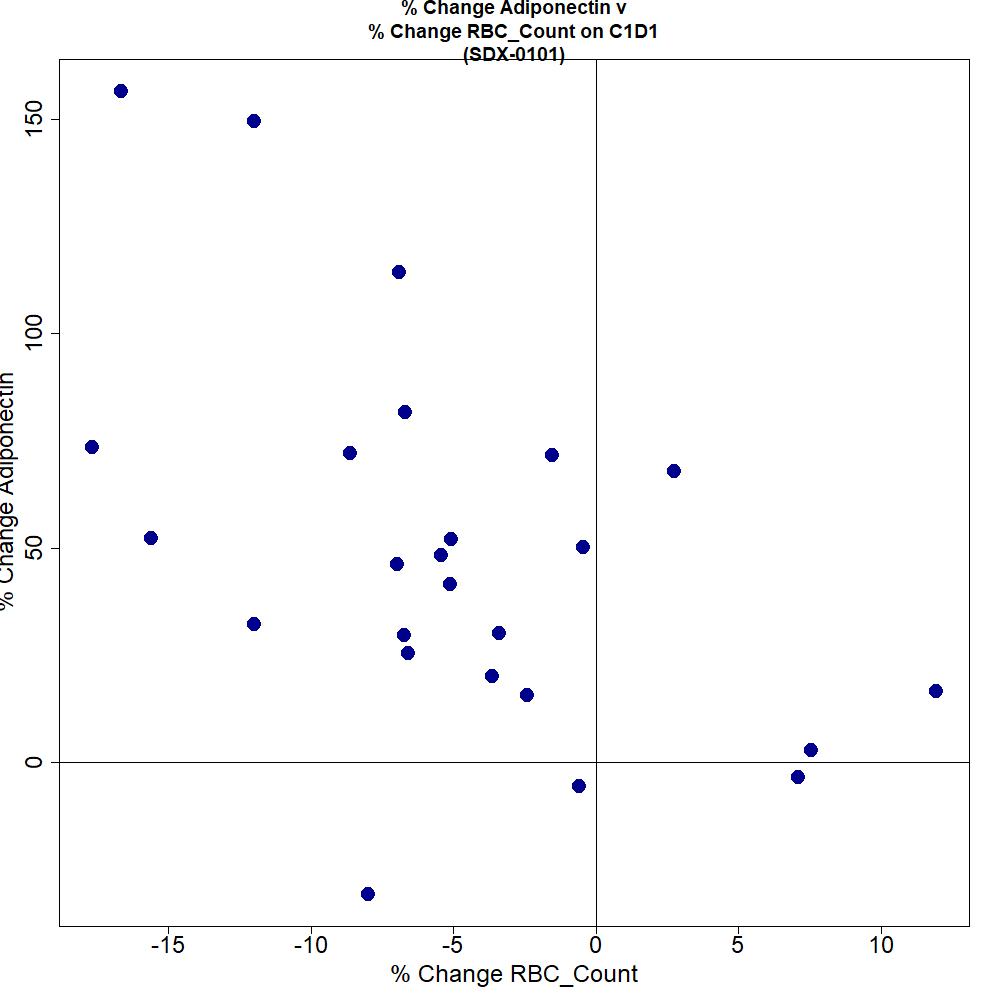 % Change Adiponectin v
% Change RBC_Count on C1D1
(SDX-0101)
% Change Adiponectin
150
100
50
0
-15 -10 -5 0 5 10
% Change RBC_Count